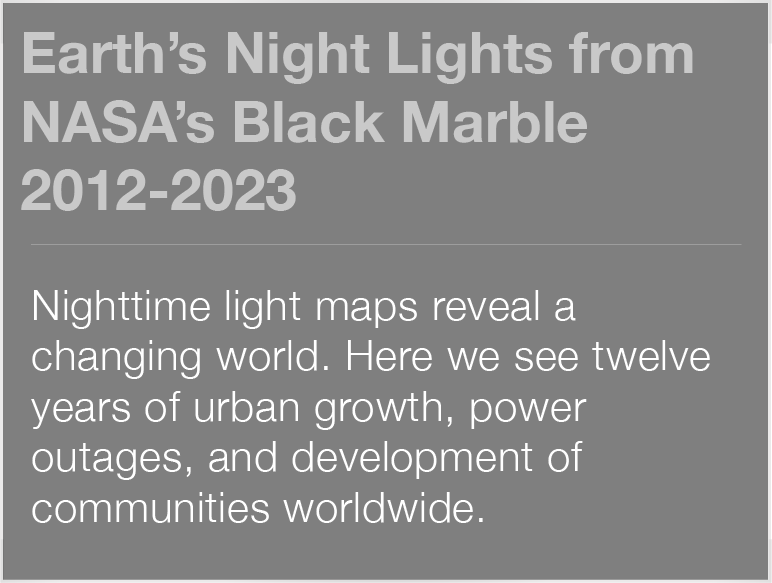 Earth’s Night Lights from
NASA’s Black Marble
2012-2023
Nighttime light maps reveal a
changing world. Here we see twelve
years of urban growth, power
outages, and development of
communities worldwide.